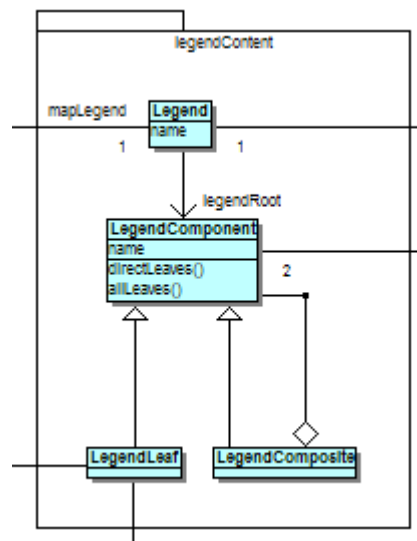 legendContent
mapLegend
Legend
name
1
1
legendRoot
LegendComponent
name
directLeaves()
allLeaves()
2
LegendLeaf
LegendComposite